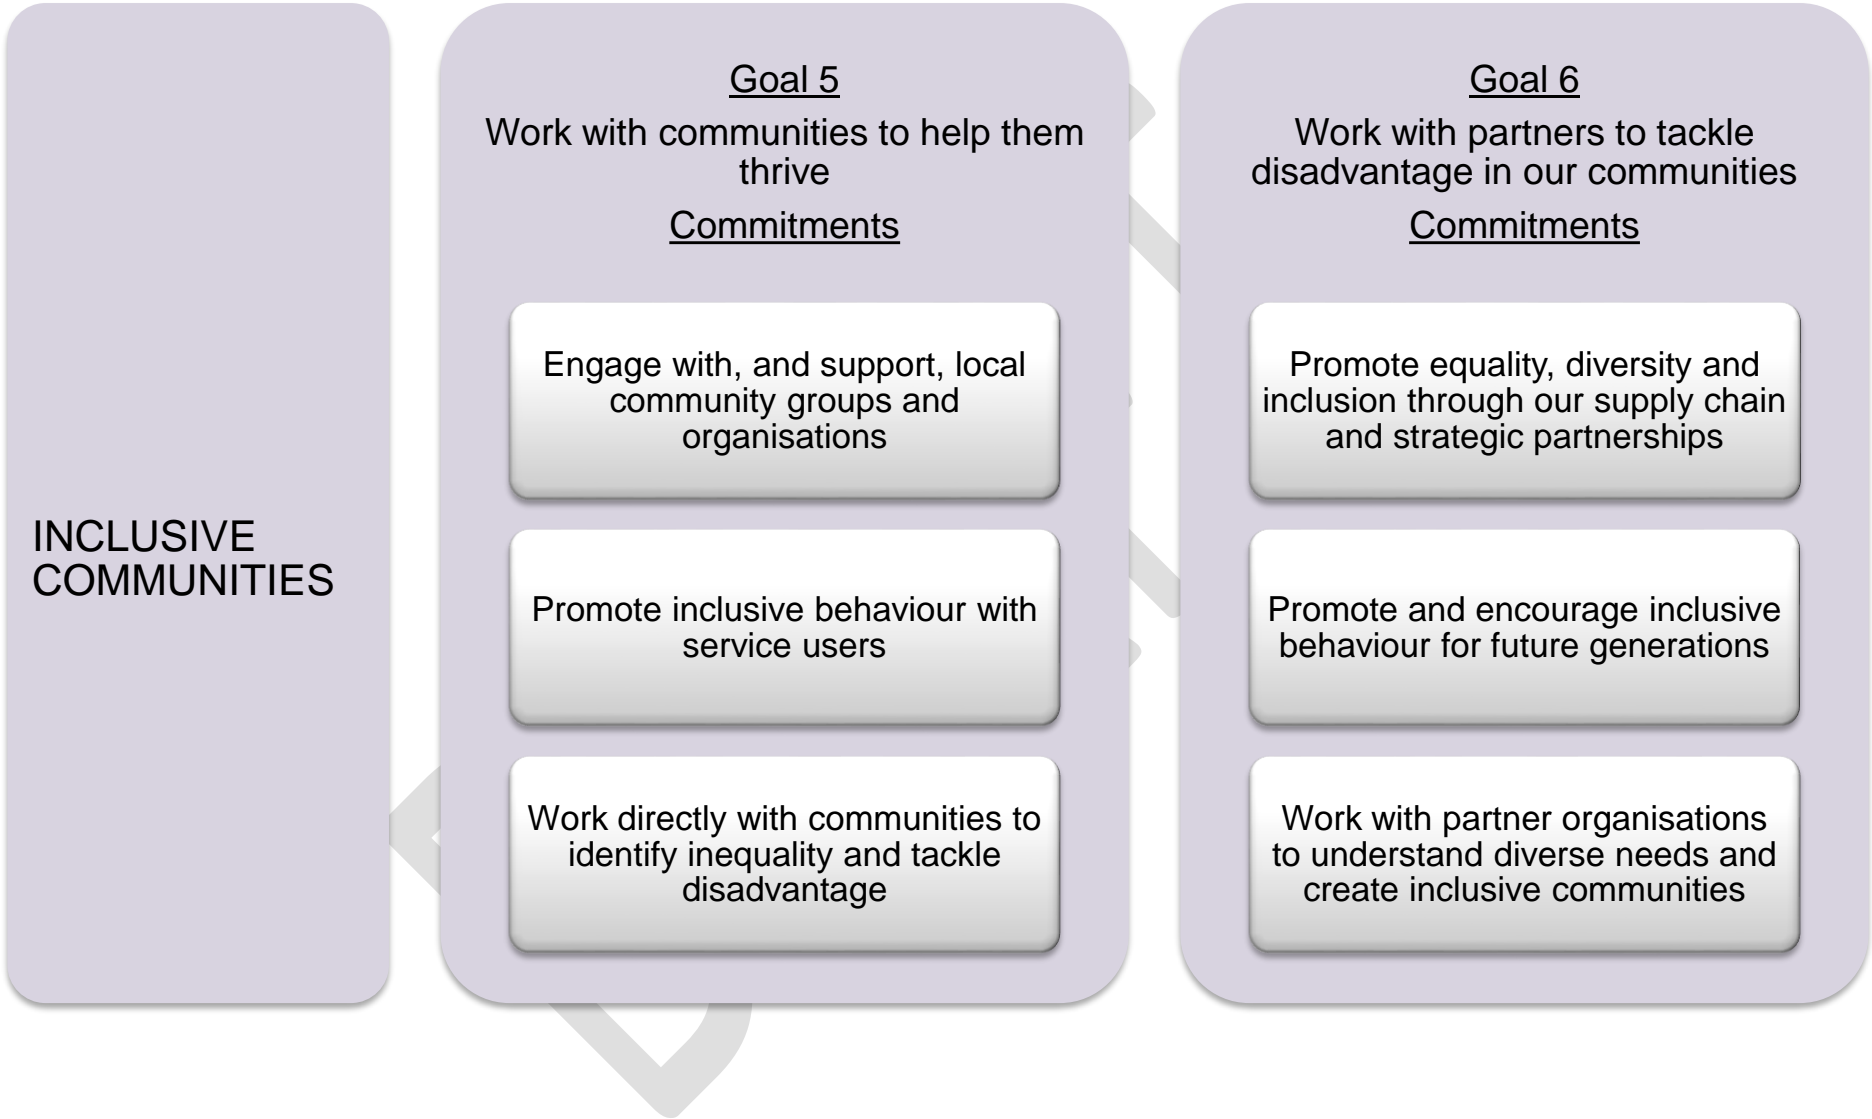 INCLUSIVE
COMMUNITIES
Goal 5
Work with communities to help them
thrive
Commitments
Engage with, and support, local
community groups and
organisations
Promote inclusive behaviour with
service users
Work directly with communities to
identify inequality and tackle
disadvantage
Goal 6
Work with partners to tackle
disadvantage in our communities
Commitments
Promote equality, diversity and
inclusion through our supply chain
and strategic partnerships
Promote and encourage inclusive
behaviour for future generations
Work with partner organisations
to understand diverse needs and
create inclusive communities